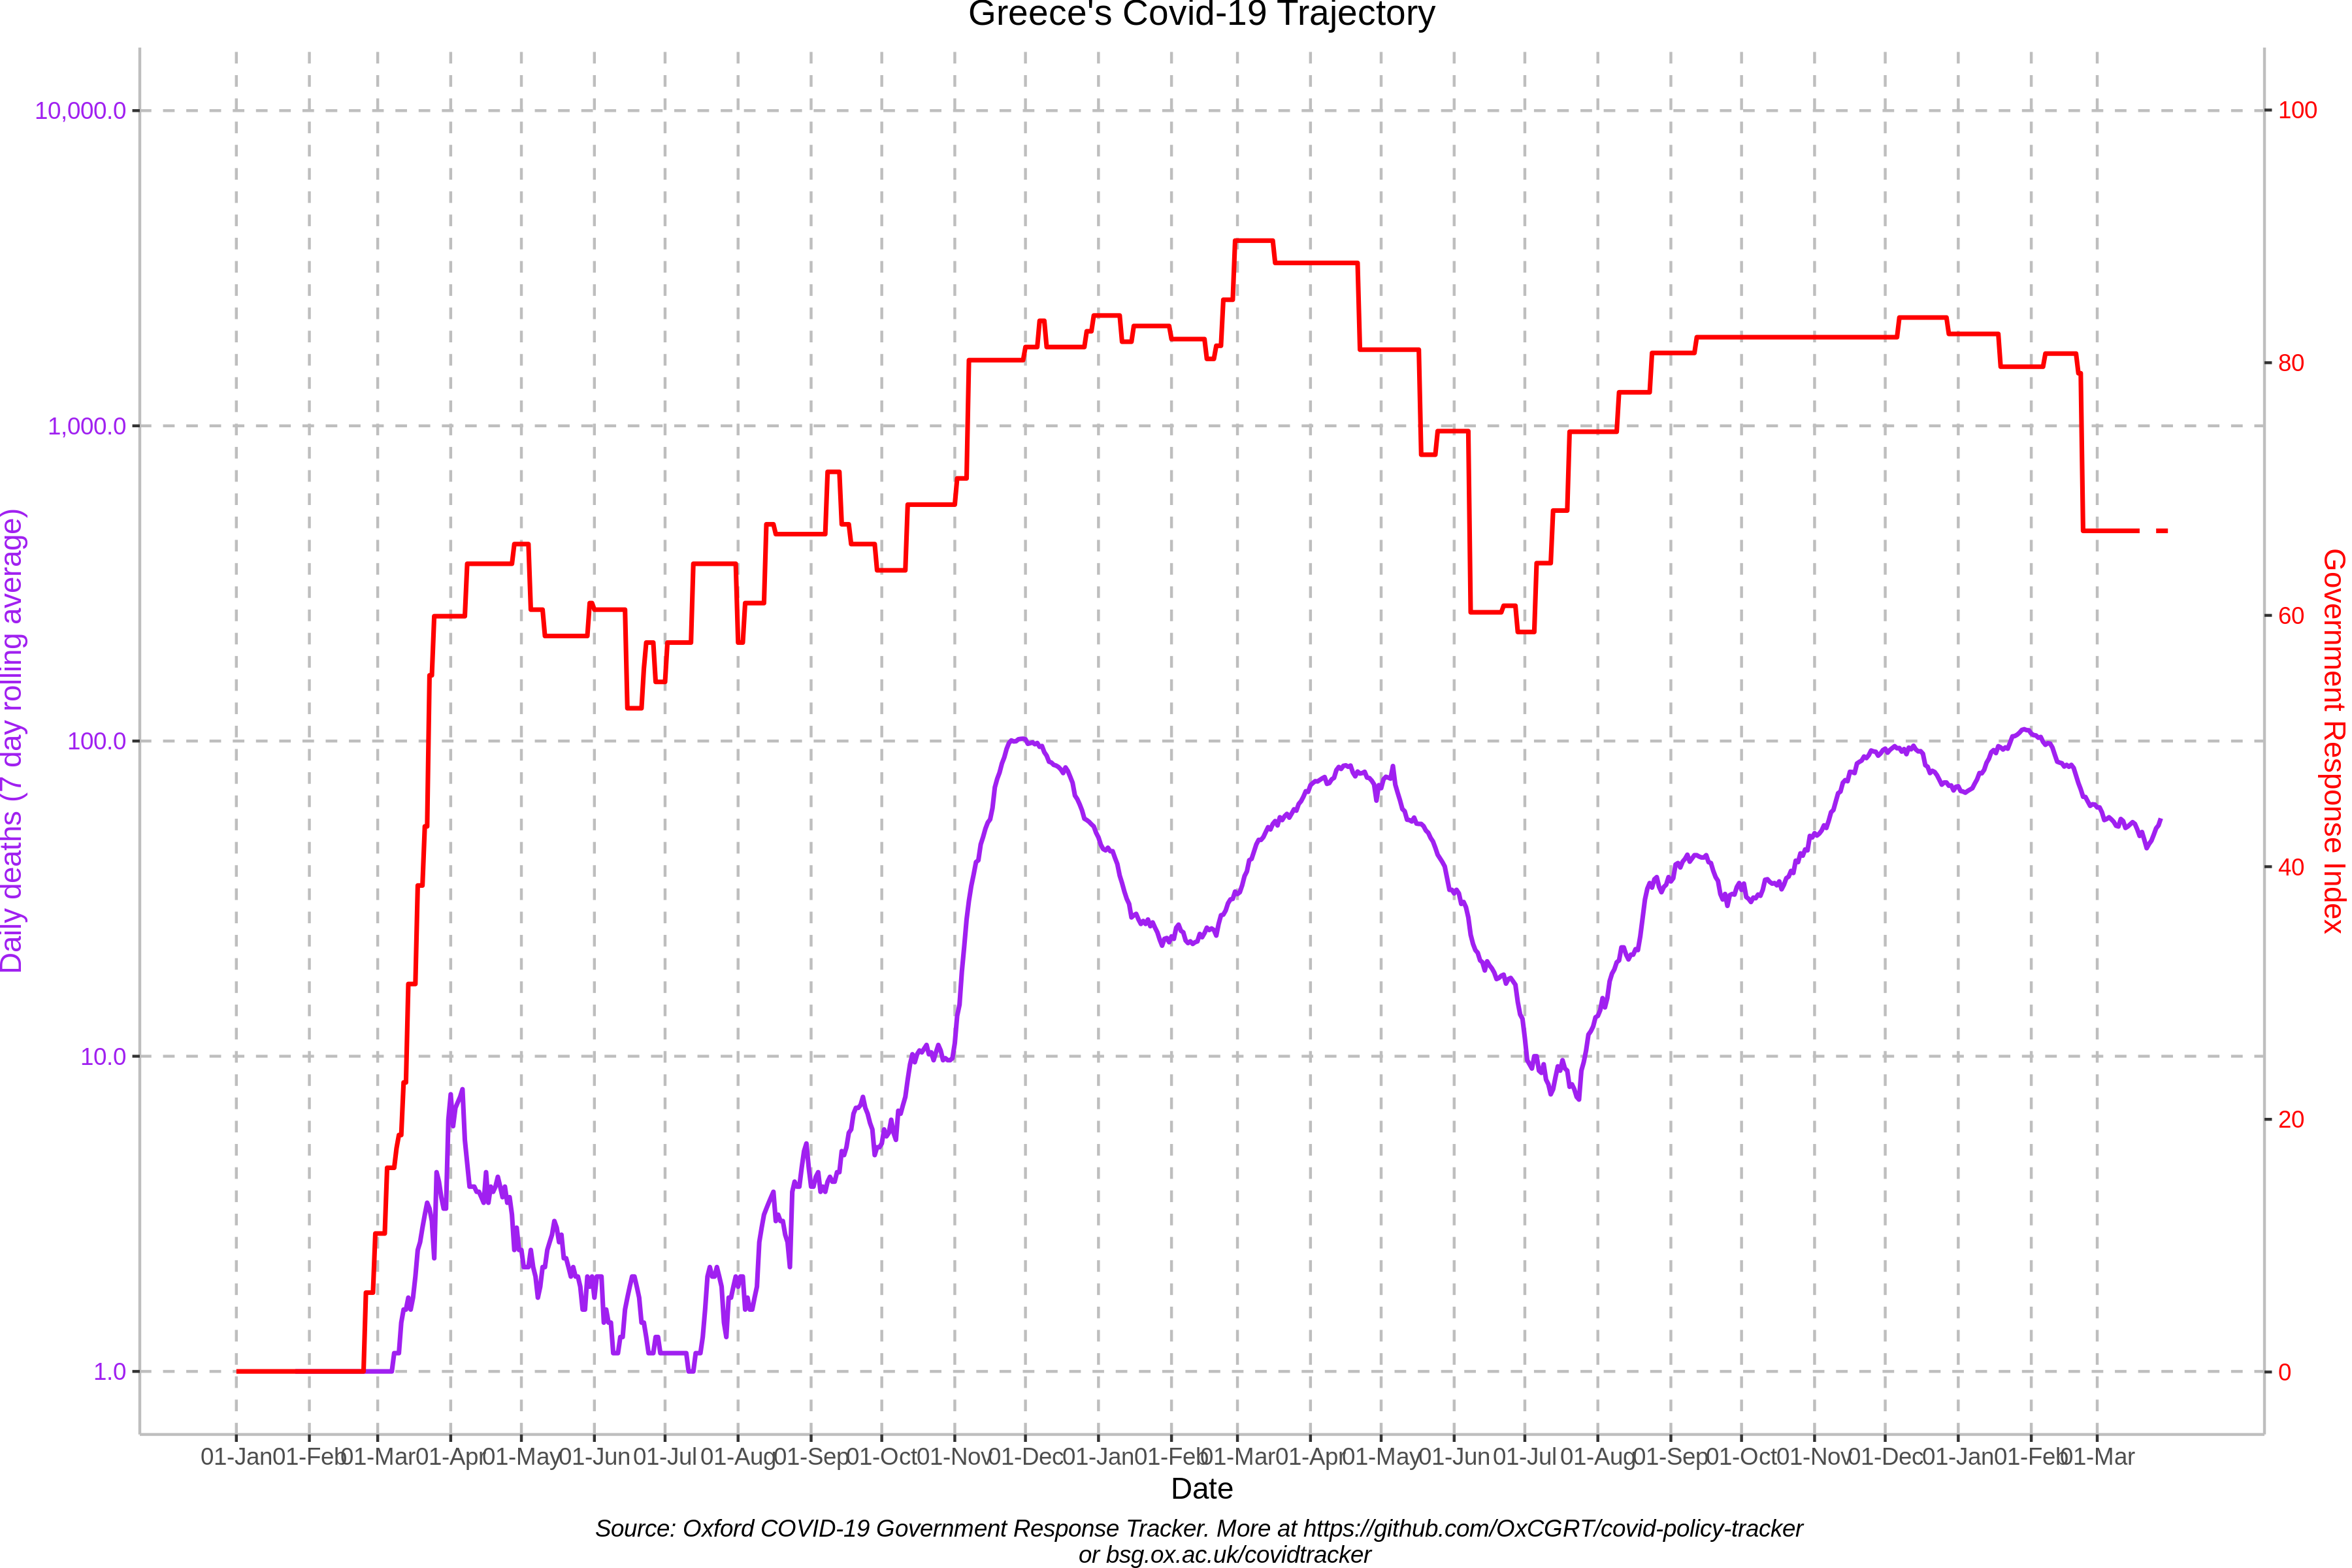 Greece's Covid-19 Trajectory
Daily deaths (7 day rolling average)
10,000.0
1,000.0
100.0
10.0
1.0
100
80
60
40
20
0
Government Response Index
01-Jan 01-Feb 01-Mar 01-Apr 01-May 01-Jun 01-Jul 01-Aug 01-Sep 01-Oct 01-Nov 01-Dec 01-Jan 01-Feb 01-Mar 01-Apr 01-May 01-Jun 01-Jul 01-Aug 01-Sep 01-Oct 01-Nov 01-Dec 01-Jan 01-Feb 01-Mar
Date
Source: Oxford COVID-19 Government Response Tracker. More at https://github.com/OxCGRT/covid-policy-tracker
or bsg.ox.ac.uk/covidtracker